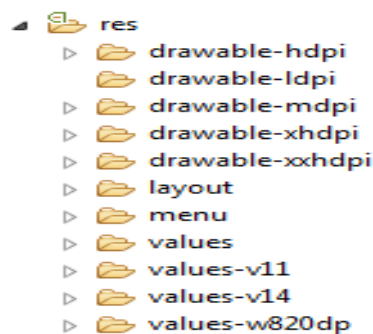 res
drawable-hdpi
drawable-ldpi
drawable-mdpi
drawable-xhdpi
drawable-xxhdpi
layout
menu
values
values-v11
values-v14
values-w820dp